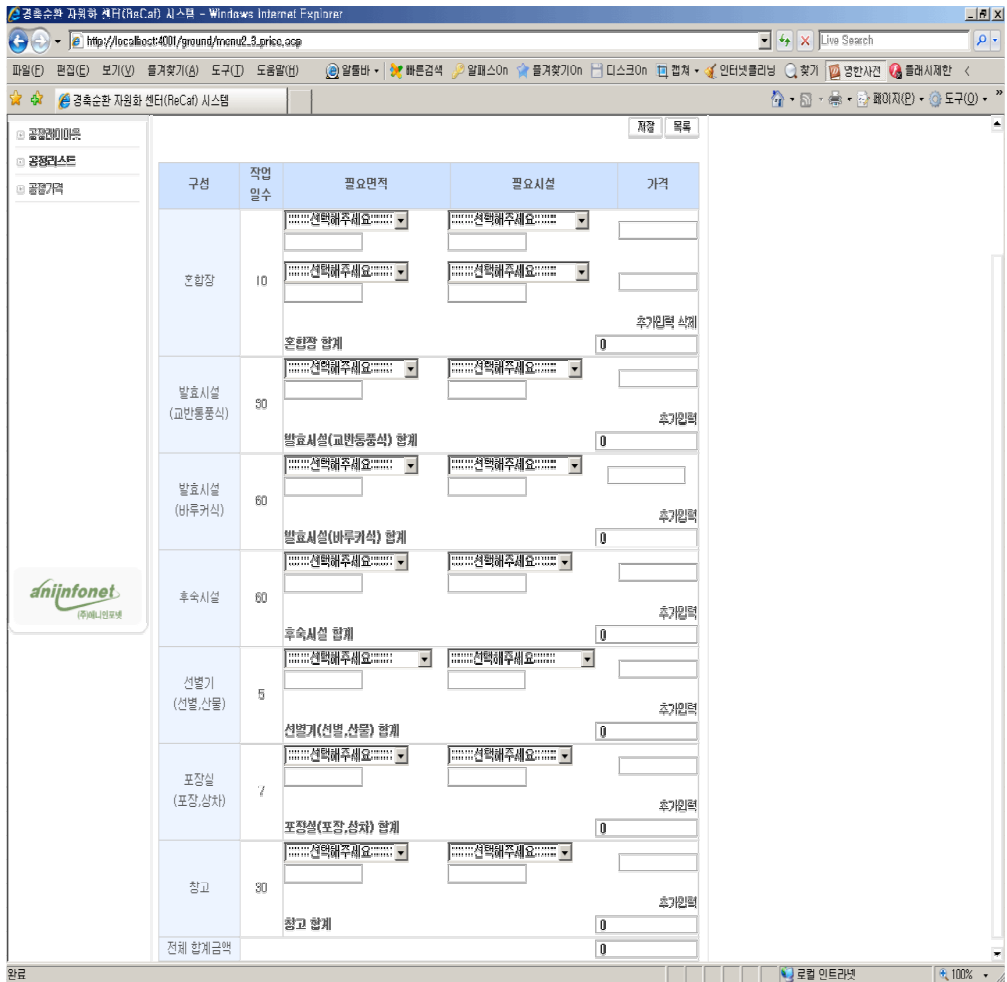 경축순환 자원화 센터(ReCaf) 시스템 - Windows Internet Explorer
http://localhost:4001/ground/menu2_3_price.asp
Live Search
파일(F) 편집(E) 보기(V) 즐겨찾기(A) 도구(T) 도움말(H) 알툴바 빠른검색 알패스On 즐겨찾기On 디스크On 캡쳐 인터넷클리닝 찾기 영한사전 플래시제한
경축순환 자원화 센터(ReCaf) 시스템 페이지(P) 도구(O)
저장 목록
공정레이아웃
공정리스트
공정가격
구성 작업일수 필요면적 필요시설 가격
::::::선택해주세요:::::: ::::::선택해주세요::::::
혼합장 10
::::::선택해주세요:::::: ::::::선택해주세요::::::
추가입력 삭제
혼합장 합계 0
::::::선택해주세요:::::: ::::::선택해주세요::::::
발효시설
(교반통풍식) 30
추가입력
발효시설(교반통풍식) 합계 0
::::::선택해주세요:::::: ::::::선택해주세요::::::
발효시설
(바루커식) 60
추가입력
발효시설(바루커식) 합계 0
::::::선택해주세요:::::: ::::::선택해주세요::::::
후숙시설 60
추가입력
후숙시설 합계 0
aniinfonet
(주)애니인포넷
::::::선택해주세요:::::: ::::::선택해주세요::::::
선별기
(선별,산물) 5
추가입력
선별기(선별,산물) 합계 0
::::::선택해주세요:::::: ::::::선택해주세요::::::
포장실
(포장,상차) 7
추가입력
포장실(포장,상차) 합계 0
::::::선택해주세요:::::: ::::::선택해주세요::::::
창고 30
추가입력
창고 합계 0
전체 합계금액 0
완료 로컬 인트라넷 100%